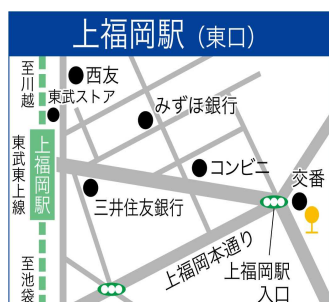 上福岡駅（東口）
至川越
西友
東武ストア
みずほ銀行
東武東上線
上福岡駅
コンビニ
交番
三井住友銀行
上福岡本通り
上福岡駅
入口
至池袋